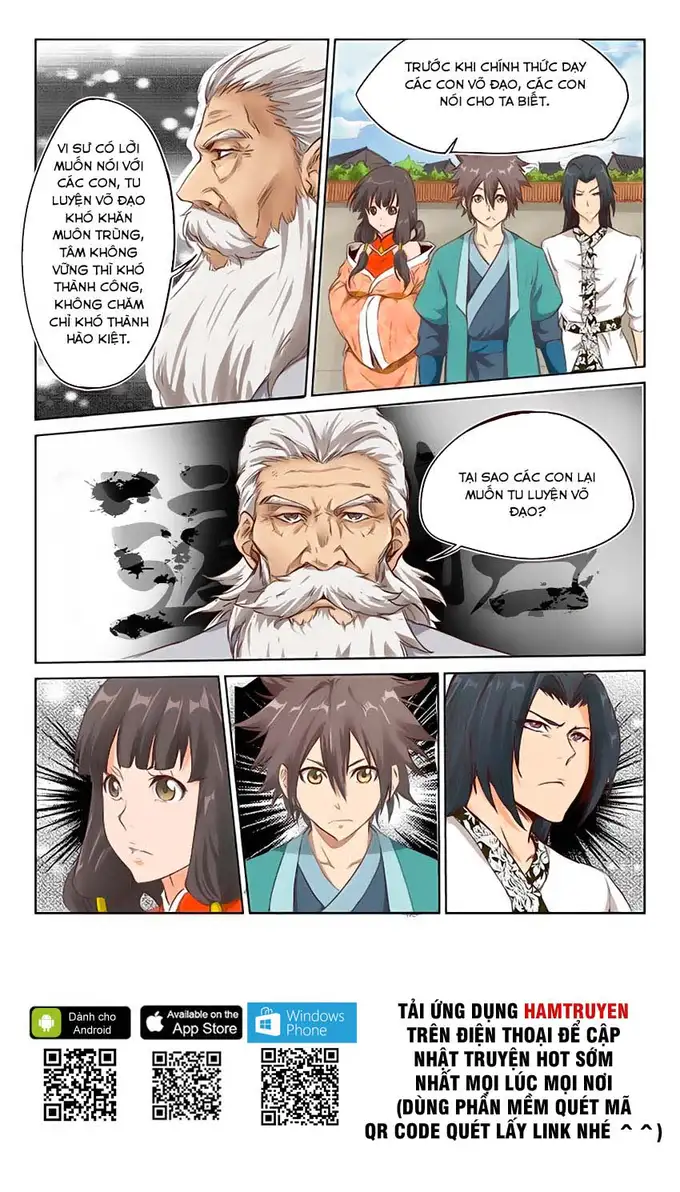 VI SƯ CÓ LỜI
MUỐN NÓI VỚI
CÁC CON, TU
LUYỆN VÕ ĐẠO
KHÓ KHĂN
MUÔN TRÙNG,
TÂM KHÔNG
VỮNG THÌ KHÓ
THÀNH CÔNG,
KHÔNG CHĂM
CHỈ KHÓ THÀNH
HÀO KIỆT.
TRƯỚC KHI CHÍNH THỨC DẠY
CÁC CON VÕ ĐẠO, CÁC CON
NÓI CHO TA BIẾT.
TẠI SAO CÁC CON LẠI
MUỐN TU LUYỆN VÕ
ĐẠO?
Dành cho
Android
Available on the
App Store
Windows
Phone
TẢI ỨNG DỤNG HAMTRUYEN
TRÊN ĐIỆN THOẠI ĐỂ CẬP
NHẬT TRUYỆN HOT SỚM
NHẤT MỌI LÚC MỌI NƠI
(DÙNG PHẦN MỀM QUÉT MÃ
QR CODE QUÉT LẤY LINK NHÉ ^ ^)